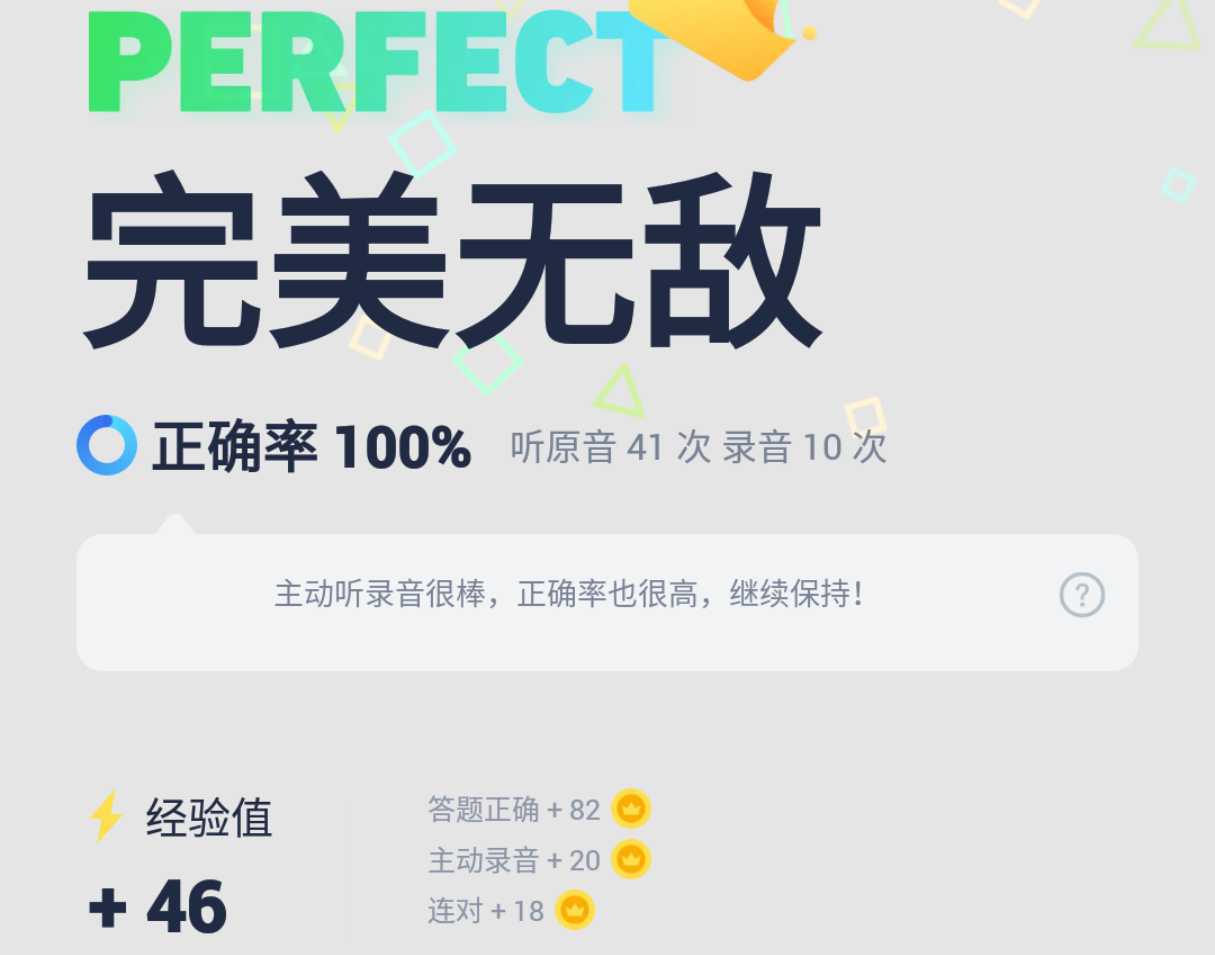 PERFECT
完美无敌
正确率 100% 听原音 41 次 录音 10 次
主动听录音很棒，正确率也很高，继续保持！
?
经验值
+ 46
答题正确 + 82
主动录音 + 20
连对 + 18